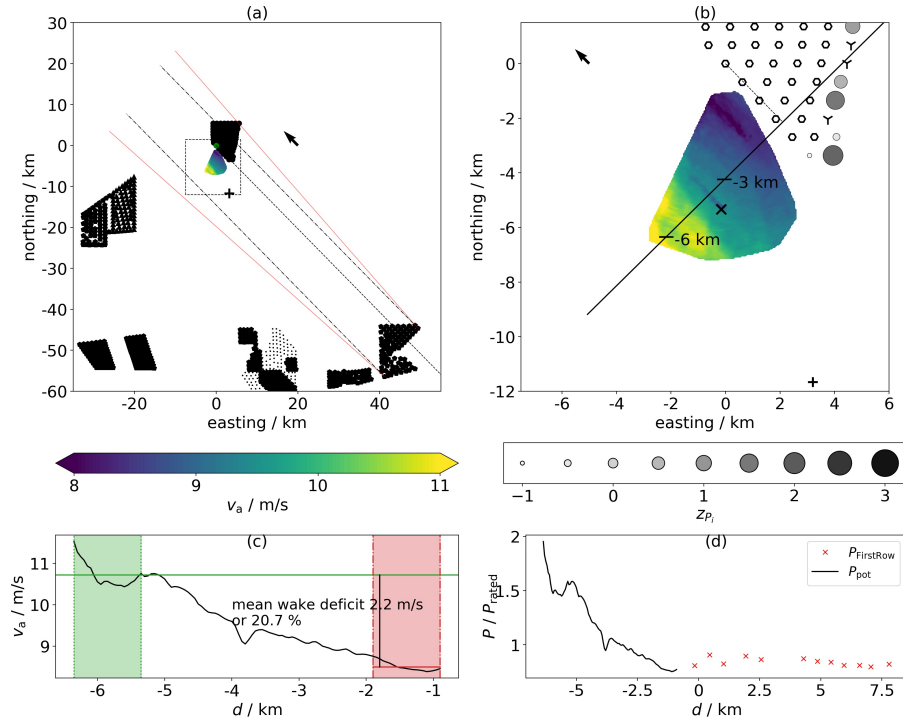 (a)
(b)
northing / km
30
20
10
0
-10
-20
-30
-40
-50
-60
-20
0
20
40
easting / km
northing / km
0
-2
-4
-6
-8
-10
-12
-3 km
-6 km
-6
-4
-2
0
2
4
6
easting / km
8
9
10
11
v_a / m/s
−1
0
1
2
3
z_{P_i}
(c)
v_a / m/s
11
10
9
8
mean wake deficit 2.2 m/s
or 20.7 %
-6
-5
-4
-3
-2
-1
d / km
(d)
P / P_rated
2
1.5
1
P_FirstRow
P_pot
-5
-2.5
0
2.5
5
7.5
d / km